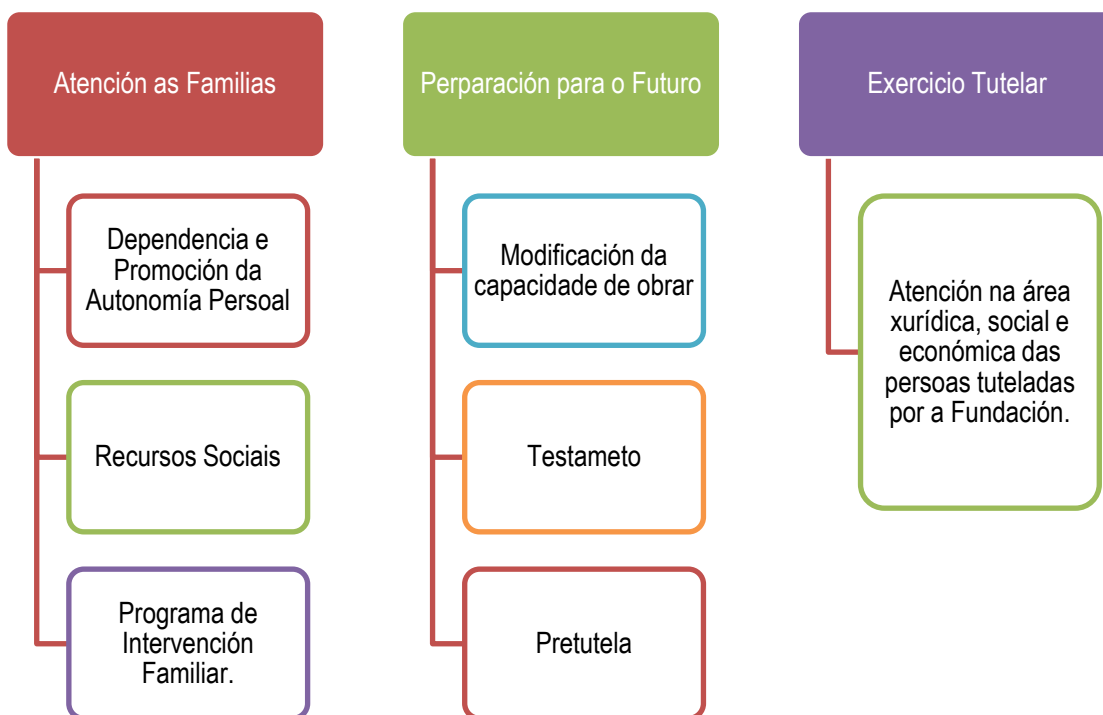 Atención as Familias
Dependencia e
Promoción da
Autonomía Persoal
Recursos Sociais
Programa de
Intervención
Familiar.
Perparación para o Futuro
Modificación da
capacidade de obrar
Testameto
Pretutela
Exercicio Tutelar
Atención na área
xurídica, social e
económica das
persoas tuteladas
por a Fundación.